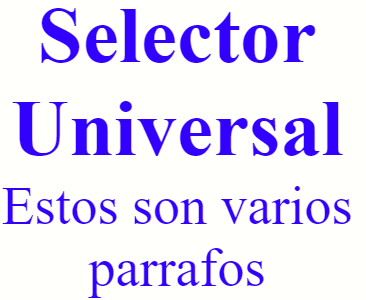 Selector
Universal
Estos son varios
parrafos